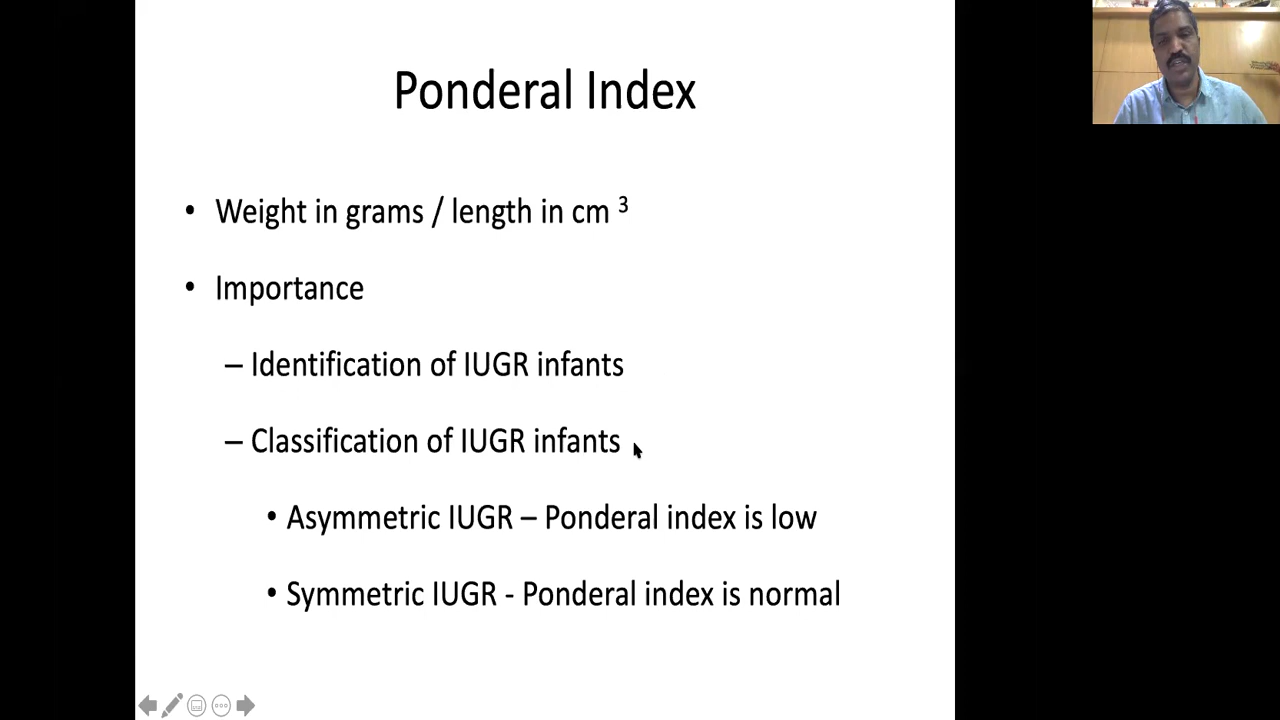 Ponderal Index
• Weight in grams / length in cm ³
• Importance
– Identification of IUGR infants
– Classification of IUGR infants
• Asymmetric IUGR – Ponderal index is low
• Symmetric IUGR - Ponderal index is normal